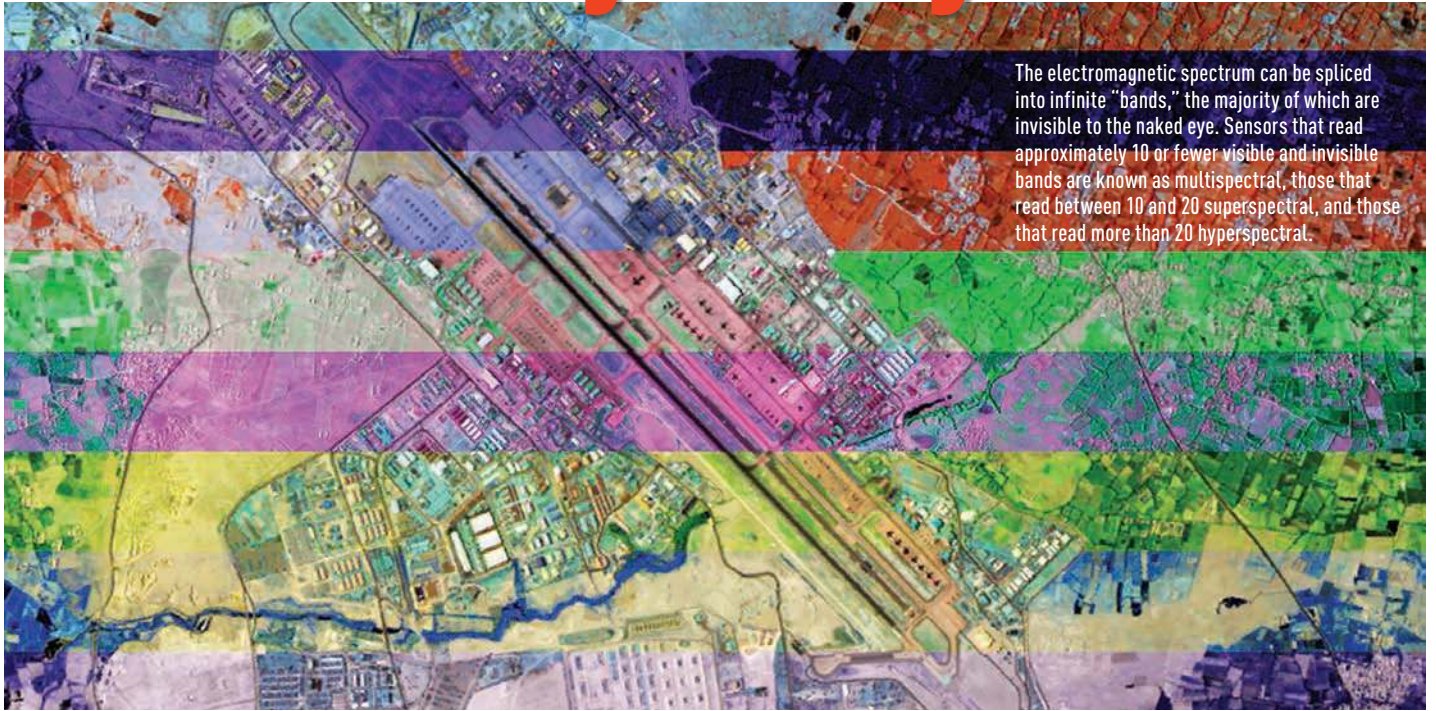 The electromagnetic spectrum can be spliced
into infinite “bands,” the majority of which are
invisible to the naked eye. Sensors that read
approximately 10 or fewer visible and invisible
bands are known as multispectral, those that
read between 10 and 20 superspectral, and those
that read more than 20 hyperspectral.